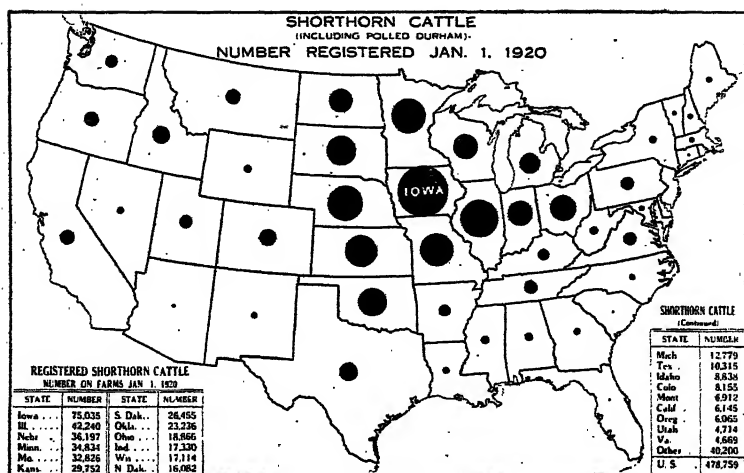 SHORTHORN CATTLE
(INCLUDING POLLED DURHAM).
NUMBER REGISTERED JAN. 1, 1920
IOWA
REGISTERED SHORTHORN CATTLE
NUMBER ON FARMS JAN 1, 1920
STATE NUMBER STATE NUMBER
Iowa .... 75,035 S. Dak.. 26,455
Ill. .... 42,240 Okla... 23,236
Nebr ... 36,197 Ohio ... 18,866
Minn. ... 34,834 Ind ... 17,330
Mo. .... 32,826 Wis ... 17,114
Kans. ... 29,752 N Dak.. 16,082
SHORTHORN CATTLE
(Continued)
STATE NUMBER
Mich 12,779
Tex. 10,315
Idaho 8,638
Colo 8,155
Mont 6,912
Calif 6,145
Oreg 6,065
Utah 4,714
Va. 4,669
Other 40,200
U. S 478,759